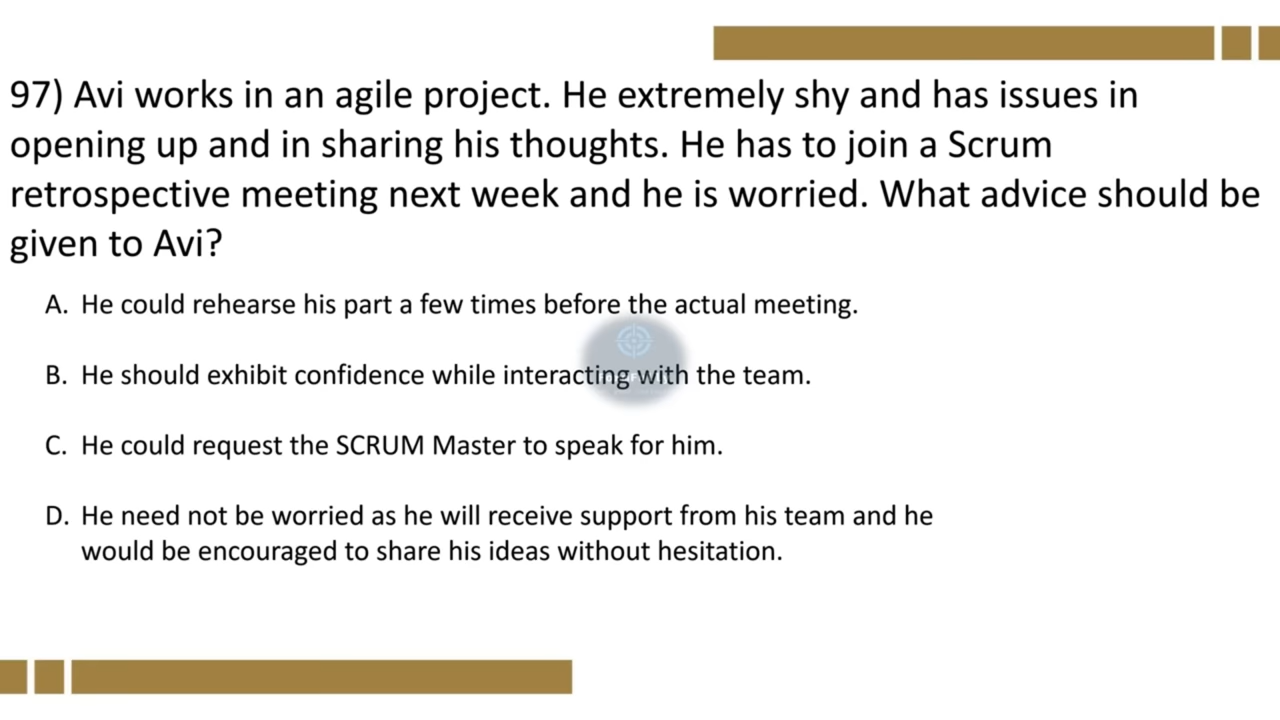 97) Avi works in an agile project. He extremely shy and has issues in
opening up and in sharing his thoughts. He has to join a Scrum
retrospective meeting next week and he is worried. What advice should be
given to Avi?
A. He could rehearse his part a few times before the actual meeting.
B. He should exhibit confidence while interacting with the team.
C. He could request the SCRUM Master to speak for him.
D. He need not be worried as he will receive support from his team and he
would be encouraged to share his ideas without hesitation.